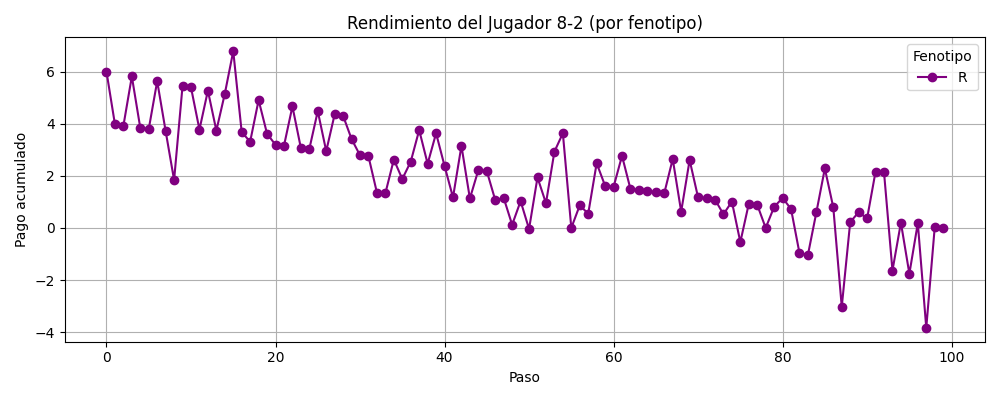 Rendimiento del Jugador 8-2 (por fenotipo)
Fenotipo
R
Pago acumulado
6
4
2
0
−2
−4
0 20 40 60 80 100
Paso